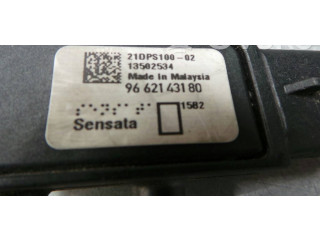 21DPS100-02
13502534
Made in Malaysia
96 621 431 80
1582
Sensata